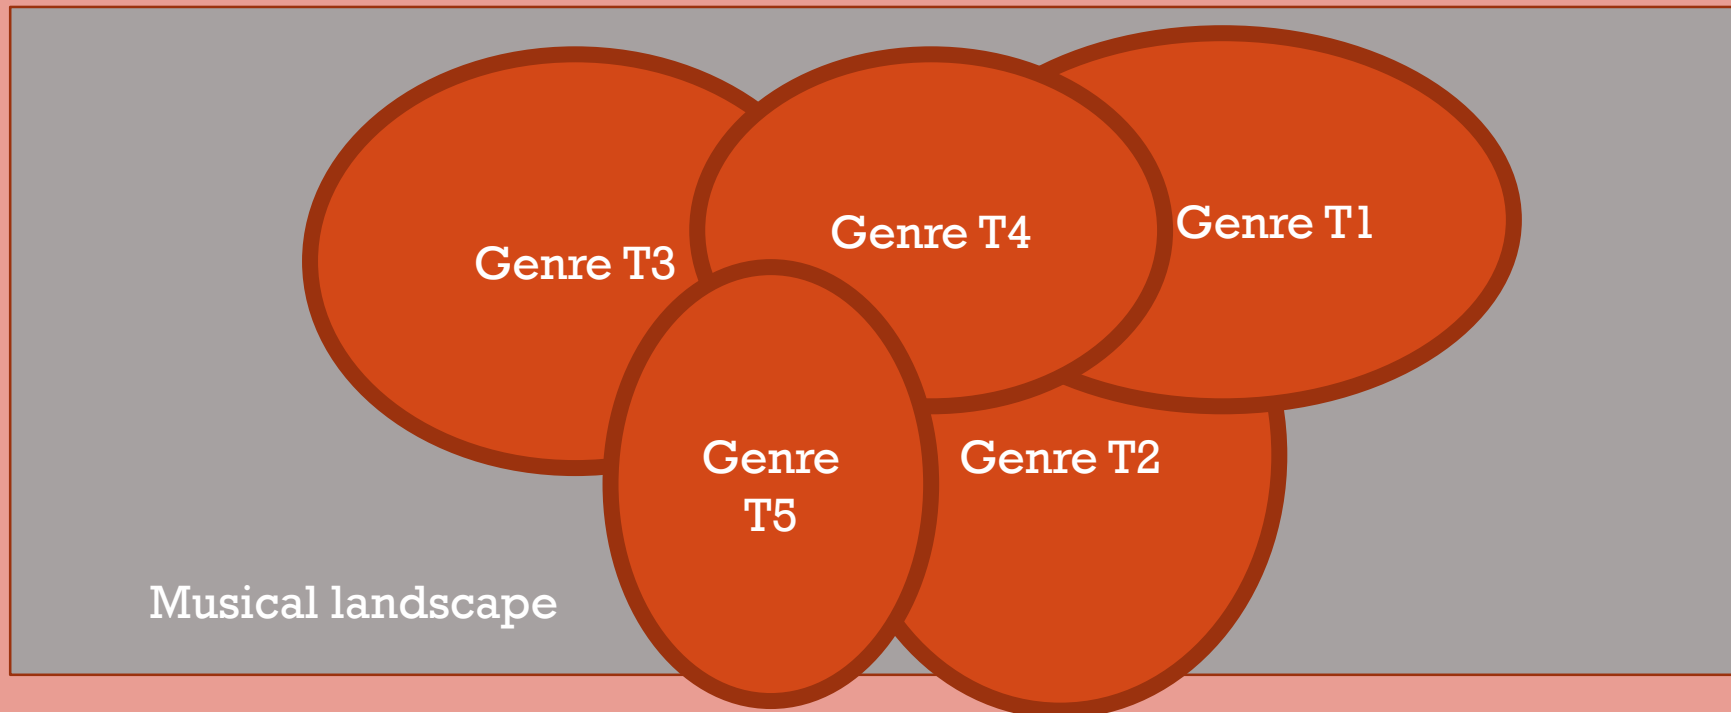 Genre T3
Genre T4
Genre T1
Genre
T5
Genre T2
Musical landscape